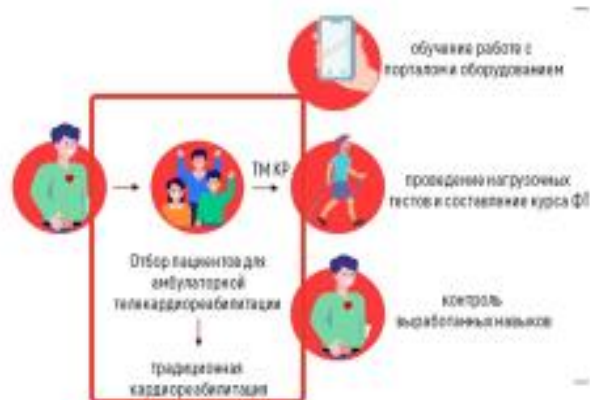 обучение работе с
порталом и оборудованием
ТМ КР
проведение нагрузочных
тестов и составление курса ФТ
Отбор пациентов для
амбулаторной
телекардиореабилитации
контроль
выработанных навыков
традиционная
кардиореабилитация